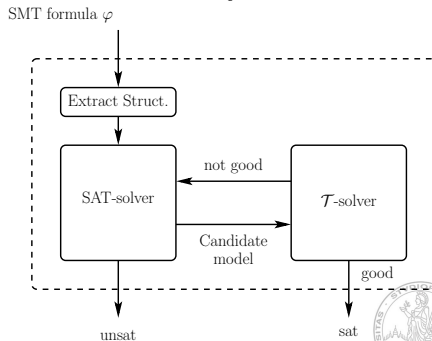 SMT formula φ
Extract Struct.
not good
SAT-solver
𝒯-solver
Candidate
model
good
unsat
sat